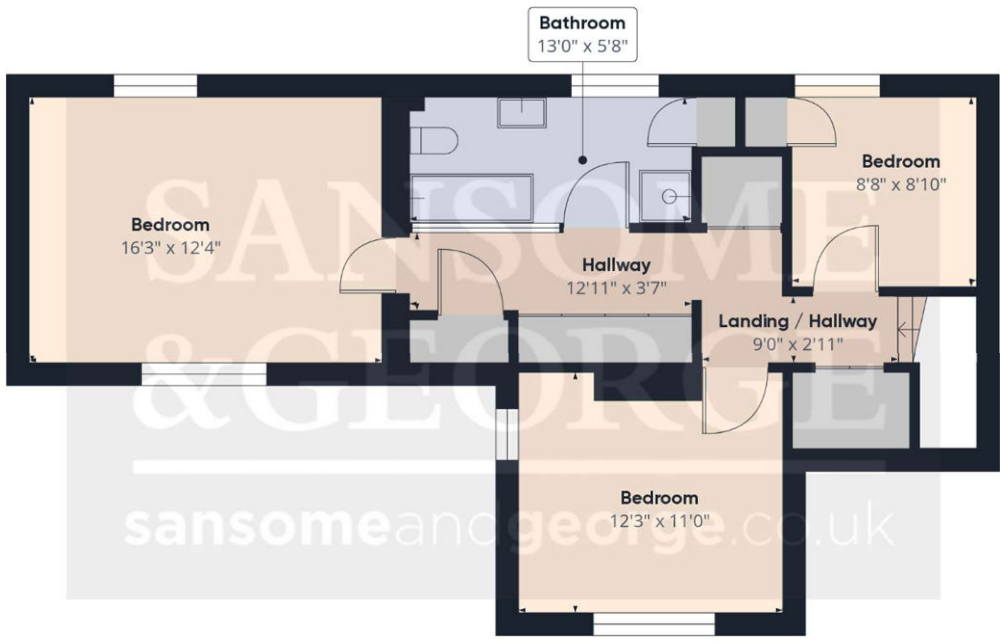 Bathroom
13'0" x 5'8"
Bedroom
8'8" x 8'10"
Bedroom
16'3" x 12'4"
Hallway
12'11" x 3'7"
Landing / Hallway
9'0" x 2'11"
Bedroom
12'3" x 11'0"
SANSOME
&GEORGE
sansomeandgeorge.co.uk